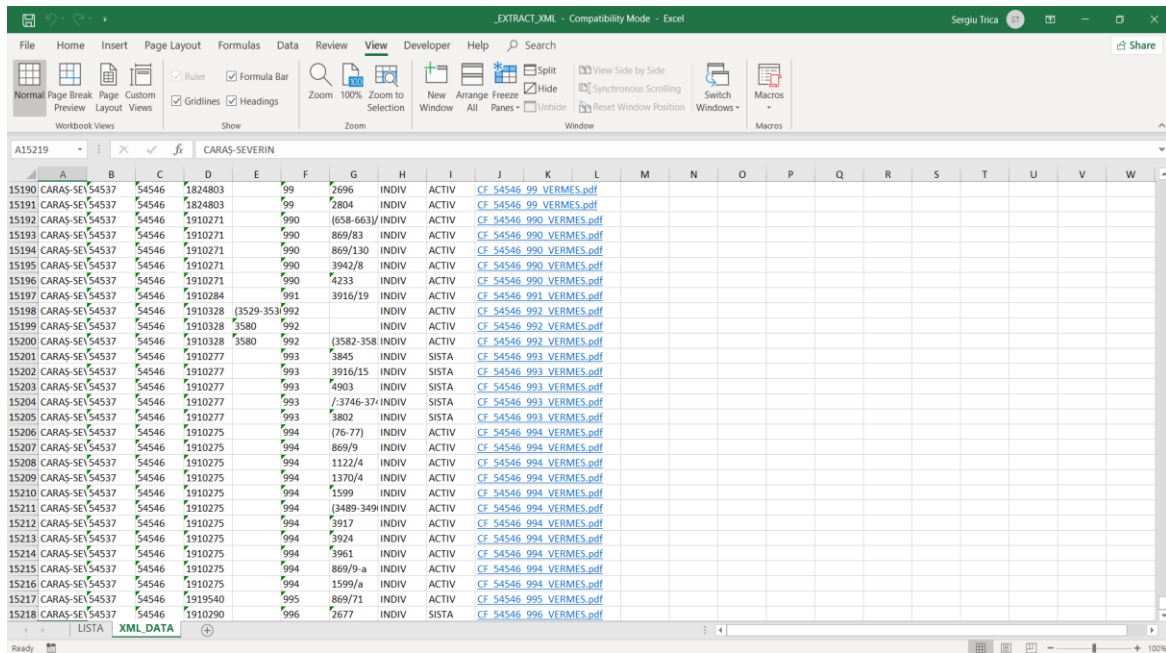 _EXTRACT_XML - Compatibility Mode - Excel
Sergiu Trica ST
File Home Insert Page Layout Formulas Data Review View Developer Help Search Share
Normal Page Break Preview Page Layout Custom Views
Ruler Formula Bar
Gridlines Headings
Zoom 100% Zoom to Selection
New Window Arrange All Freeze Panes
Split Hide Unhide
View Side by Side
Synchronous Scrolling
Reset Window Position
Switch Windows Macros
Workbook Views Show Zoom Window Macros
A15219 fx CARAȘ-SEVERIN
A B C D E F G H I J K L M N O P Q R S T U V W
15190 CARAȘ-SE 54537 54546 1824803 99 2696 INDIV ACTIV CF_54546_99_VERMES.pdf
15191 CARAȘ-SE 54537 54546 1824803 99 2804 INDIV ACTIV CF_54546_99_VERMES.pdf
15192 CARAȘ-SE 54537 54546 1910271 990 (658-663)/ INDIV ACTIV CF_54546_990_VERMES.pdf
15193 CARAȘ-SE 54537 54546 1910271 990 869/83 INDIV ACTIV CF_54546_990_VERMES.pdf
15194 CARAȘ-SE 54537 54546 1910271 990 869/130 INDIV ACTIV CF_54546_990_VERMES.pdf
15195 CARAȘ-SE 54537 54546 1910271 990 3942/8 INDIV ACTIV CF_54546_990_VERMES.pdf
15196 CARAȘ-SE 54537 54546 1910271 990 4233 INDIV ACTIV CF_54546_990_VERMES.pdf
15197 CARAȘ-SE 54537 54546 1910284 991 3916/19 INDIV ACTIV CF_54546_991_VERMES.pdf
15198 CARAȘ-SE 54537 54546 1910328 (3529-353 992 INDIV ACTIV CF_54546_992_VERMES.pdf
15199 CARAȘ-SE 54537 54546 1910328 3580 992 INDIV ACTIV CF_54546_992_VERMES.pdf
15200 CARAȘ-SE 54537 54546 1910328 3580 992 (3582-358 INDIV ACTIV CF_54546_992_VERMES.pdf
15201 CARAȘ-SE 54537 54546 1910277 993 3845 INDIV SISTA CF_54546_993_VERMES.pdf
15202 CARAȘ-SE 54537 54546 1910277 993 3916/15 INDIV SISTA CF_54546_993_VERMES.pdf
15203 CARAȘ-SE 54537 54546 1910277 993 4903 INDIV SISTA CF_54546_993_VERMES.pdf
15204 CARAȘ-SE 54537 54546 1910277 993 /:3746-374 INDIV SISTA CF_54546_993_VERMES.pdf
15205 CARAȘ-SE 54537 54546 1910277 993 3802 INDIV SISTA CF_54546_993_VERMES.pdf
15206 CARAȘ-SE 54537 54546 1910275 994 (76-77) INDIV ACTIV CF_54546_994_VERMES.pdf
15207 CARAȘ-SE 54537 54546 1910275 994 869/9 INDIV ACTIV CF_54546_994_VERMES.pdf
15208 CARAȘ-SE 54537 54546 1910275 994 1122/4 INDIV ACTIV CF_54546_994_VERMES.pdf
15209 CARAȘ-SE 54537 54546 1910275 994 1370/4 INDIV ACTIV CF_54546_994_VERMES.pdf
15210 CARAȘ-SE 54537 54546 1910275 994 1599 INDIV ACTIV CF_54546_994_VERMES.pdf
15211 CARAȘ-SE 54537 54546 1910275 994 (3489-349 INDIV ACTIV CF_54546_994_VERMES.pdf
15212 CARAȘ-SE 54537 54546 1910275 994 3917 INDIV ACTIV CF_54546_994_VERMES.pdf
15213 CARAȘ-SE 54537 54546 1910275 994 3924 INDIV ACTIV CF_54546_994_VERMES.pdf
15214 CARAȘ-SE 54537 54546 1910275 994 3961 INDIV ACTIV CF_54546_994_VERMES.pdf
15215 CARAȘ-SE 54537 54546 1910275 994 869/9-a INDIV ACTIV CF_54546_994_VERMES.pdf
15216 CARAȘ-SE 54537 54546 1910275 994 1599/a INDIV ACTIV CF_54546_994_VERMES.pdf
15217 CARAȘ-SE 54537 54546 1919540 995 869/71 INDIV ACTIV CF_54546_995_VERMES.pdf
15218 CARAȘ-SE 54537 54546 1910290 996 2677 INDIV SISTA CF_54546_996_VERMES.pdf
LISTA XML_DATA
Ready 100%